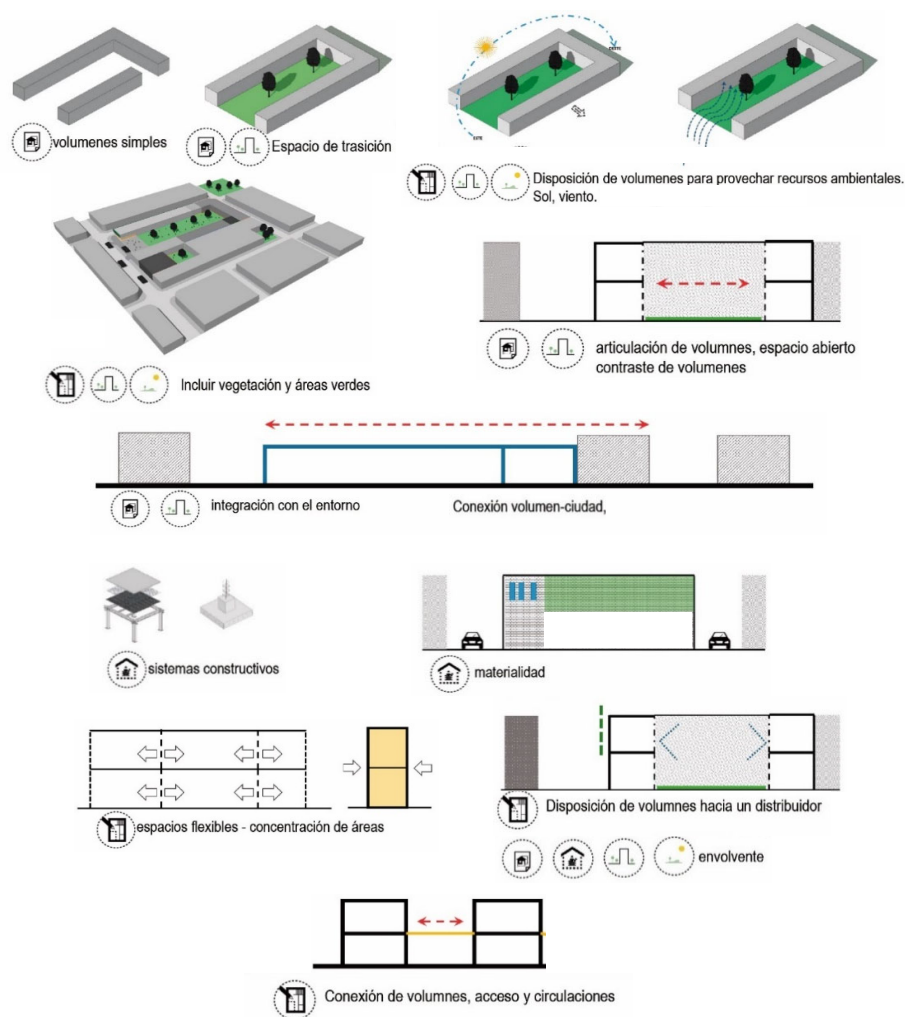 volumenes simples
Espacio de trasición
Disposición de volumenes para provechar recursos ambientales.
Sol, viento.
Incluir vegetación y áreas verdes
articulación de volumnes, espacio abierto
contraste de volumenes
integración con el entorno
Conexión volumen-ciudad,
sistemas constructivos
materialidad
espacios flexibles - concentración de áreas
Disposición de volumnes hacia un distribuidor
envolvente
Conexión de volumnes, acceso y circulaciones